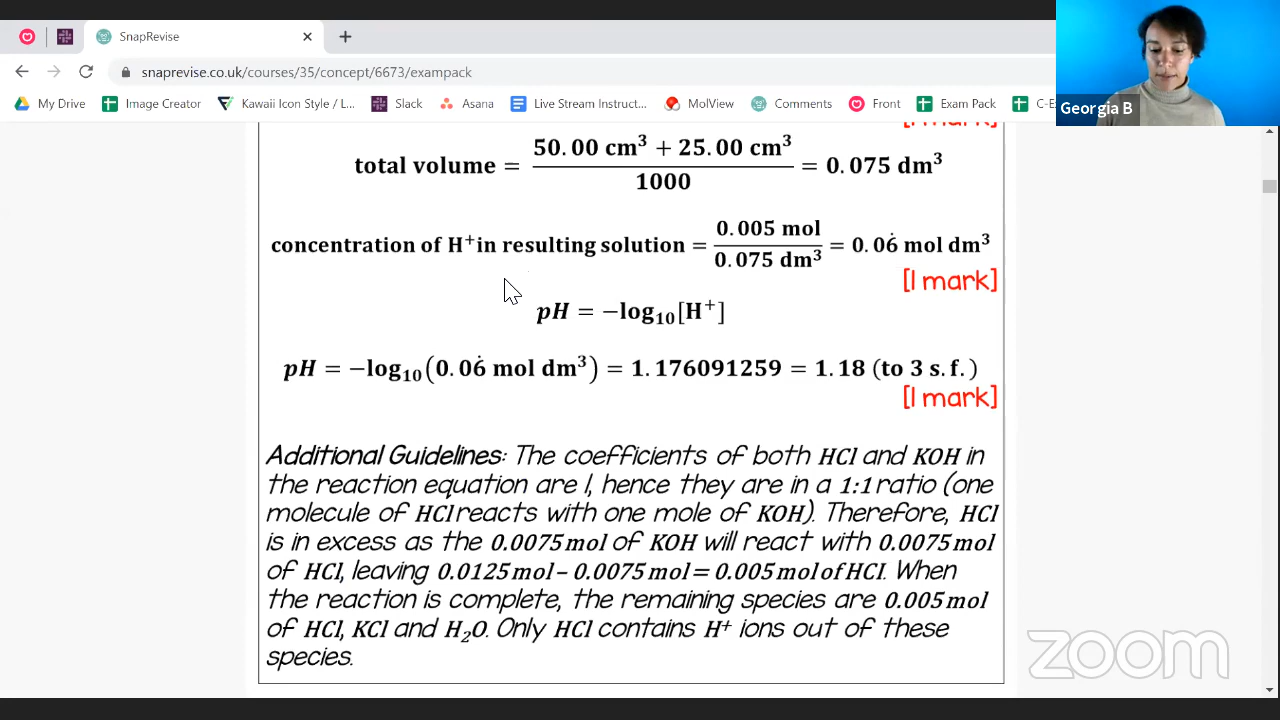 SnapRevise
snaprevise.co.uk/courses/35/concept/6673/exampack
My Drive Image Creator Kawaii Icon Style / I... Slack Asana Live Stream Instruct... MolView Comments Front Exam Pack C-E
Georgia B
total volume = 50.00 cm³ + 25.00 cm³ / 1000 = 0.075 dm³
concentration of H⁺in resulting solution = 0.005 mol / 0.075 dm³ = 0.06̇ mol dm³
[1 mark]
pH = −log₁₀[H⁺]
pH = −log₁₀(0.06̇ mol dm³) = 1.176091259 = 1.18 (to 3 s.f.)
[1 mark]
Additional Guidelines: The coefficients of both HCl and KOH in
the reaction equation are 1, hence they are in a 1:1 ratio (one
molecule of HCl reacts with one mole of KOH). Therefore, HCl
is in excess as the 0.0075 mol of KOH will react with 0.0075 mol
of HCl, leaving 0.0125 mol − 0.0075 mol = 0.005 mol of HCl. When
the reaction is complete, the remaining species are 0.005 mol
of HCl, KCl and H₂O. Only HCl contains H⁺ ions out of these
species.
zoom